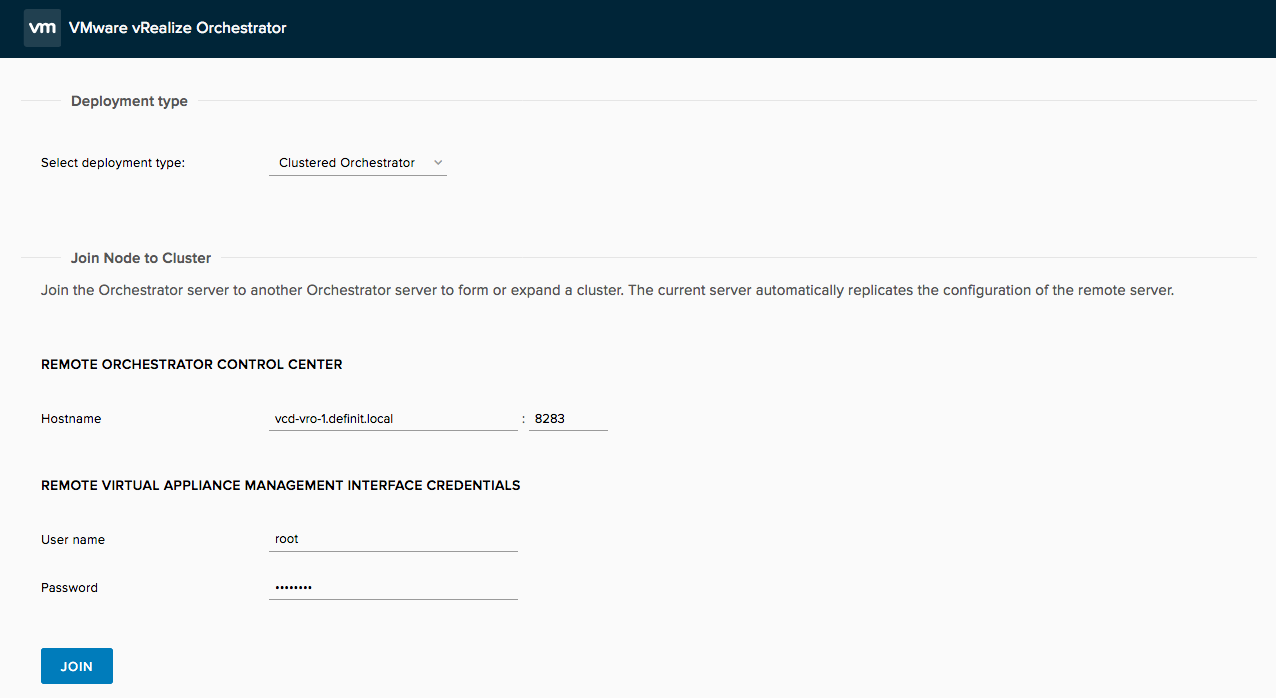 vm VMware vRealize Orchestrator
Deployment type
Select deployment type: Clustered Orchestrator
Join Node to Cluster
Join the Orchestrator server to another Orchestrator server to form or expand a cluster. The current server automatically replicates the configuration of the remote server.
REMOTE ORCHESTRATOR CONTROL CENTER
Hostname vcd-vro-1.definit.local : 8283
REMOTE VIRTUAL APPLIANCE MANAGEMENT INTERFACE CREDENTIALS
User name root
Password ••••••••
JOIN